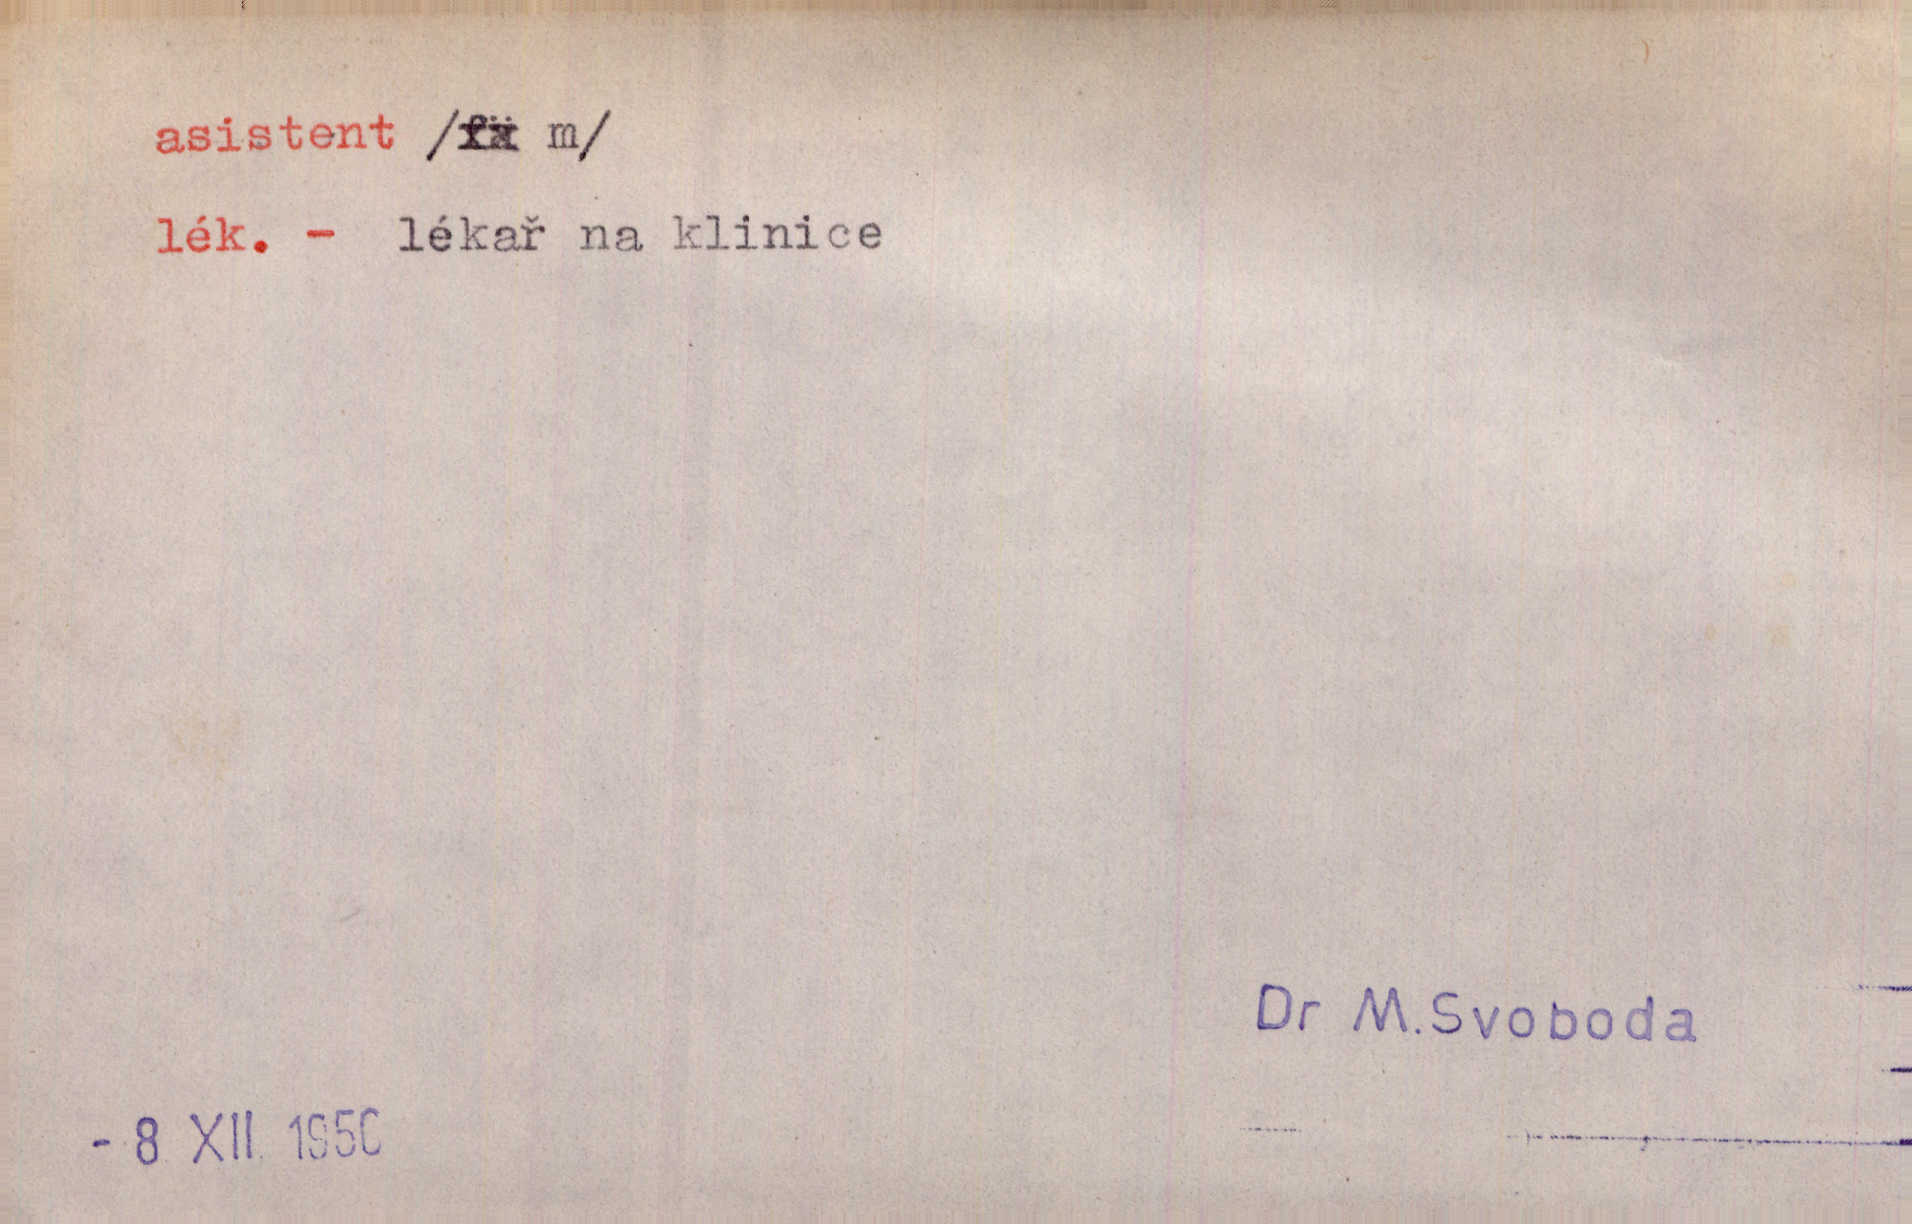 asistent / m/
lék. - lékař na klinice
Dr M. Svoboda
- 8 XII 1950